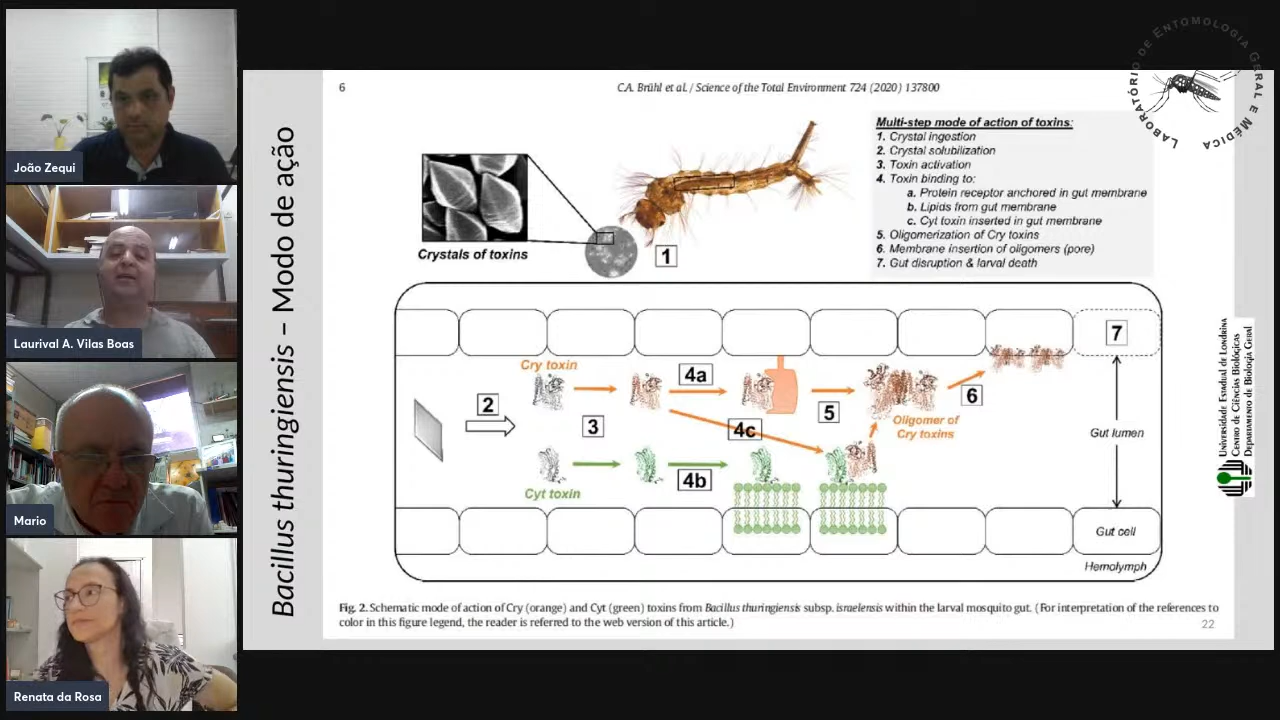 João Zequi
Laurival A. Vilas Boas
Mario
Renata da Rosa
Bacillus thuringiensis – Modo de ação
6
C.A. Brühl et al. / Science of the Total Environment 724 (2020) 137800
Crystals of toxins
1
Multi-step mode of action of toxins:
1. Crystal ingestion
2. Crystal solubilization
3. Toxin activation
4. Toxin binding to:
a. Protein receptor anchored in gut membrane
b. Lipids from gut membrane
c. Cyt toxin inserted in gut membrane
5. Oligomerization of Cry toxins
6. Membrane insertion of oligomers (pore)
7. Gut disruption & larval death
LABORATÓRIO DE ENTOMOLOGIA GERAL E MÉDICA
7
Cry toxin
4a
2
3
5
6
4c
Oligomer of
Cry toxins
Gut lumen
4b
Cyt toxin
Gut cell
Hemolymph
Universidade Estadual de Londrina
Centro de Ciências Biológicas
Departamento de Biologia Geral
Fig. 2. Schematic mode of action of Cry (orange) and Cyt (green) toxins from Bacillus thuringiensis subsp. israelensis within the larval mosquito gut. (For interpretation of the references to
color in this figure legend, the reader is referred to the web version of this article.)
22